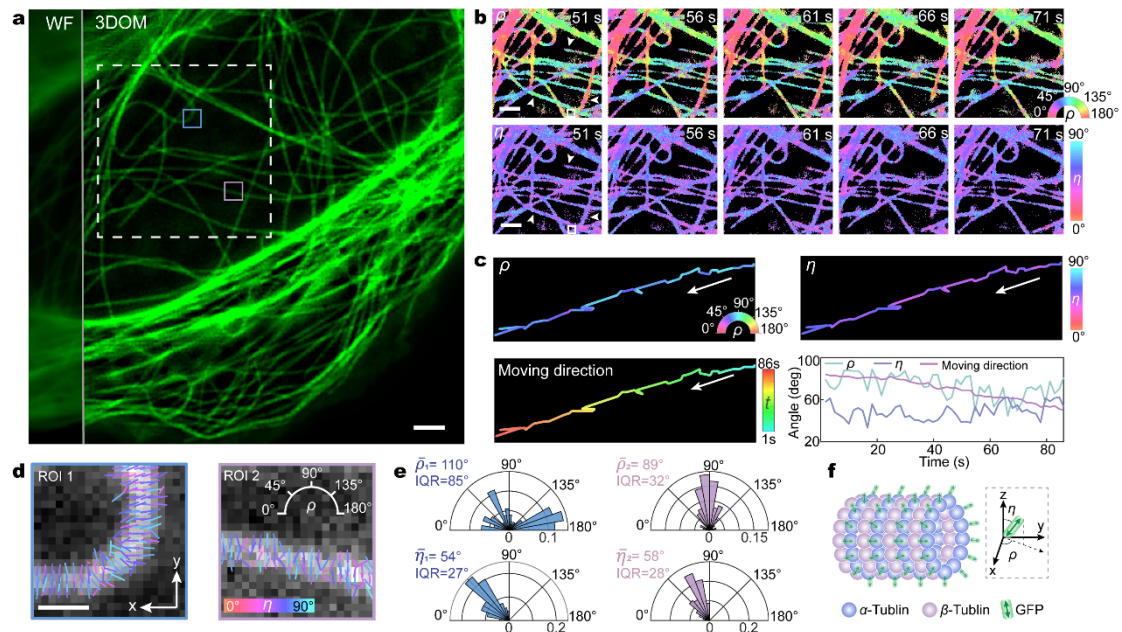 a
WF
3DOM
b
ρ
51 s
56 s
61 s
66 s
71 s
0°
45°
90°
135°
180°
ρ
η
51 s
56 s
61 s
66 s
71 s
90°
η
0°
c
ρ
0°
45°
90°
135°
180°
ρ
η
90°
η
0°
Moving direction
86s
t
1s
ρ
η
Moving direction
Angle (deg)
100
60
20
20
40
60
80
Time (s)
d
ROI 1
y
x
ROI 2
0°
45°
90°
135°
180°
ρ
0°
η
90°
e
ρ̄₁= 110°
IQR=85°
90°
135°
0°
180°
0
0.1
ρ̄₂= 89°
IQR=32°
90°
135°
0°
180°
0
0.15
η̄₁= 54°
IQR=27°
90°
135°
0°
180°
0
0.2
η̄₂= 58°
IQR=28°
90°
135°
0°
180°
0
0.2
f
z
η
y
ρ
x
α-Tublin
β-Tublin
GFP